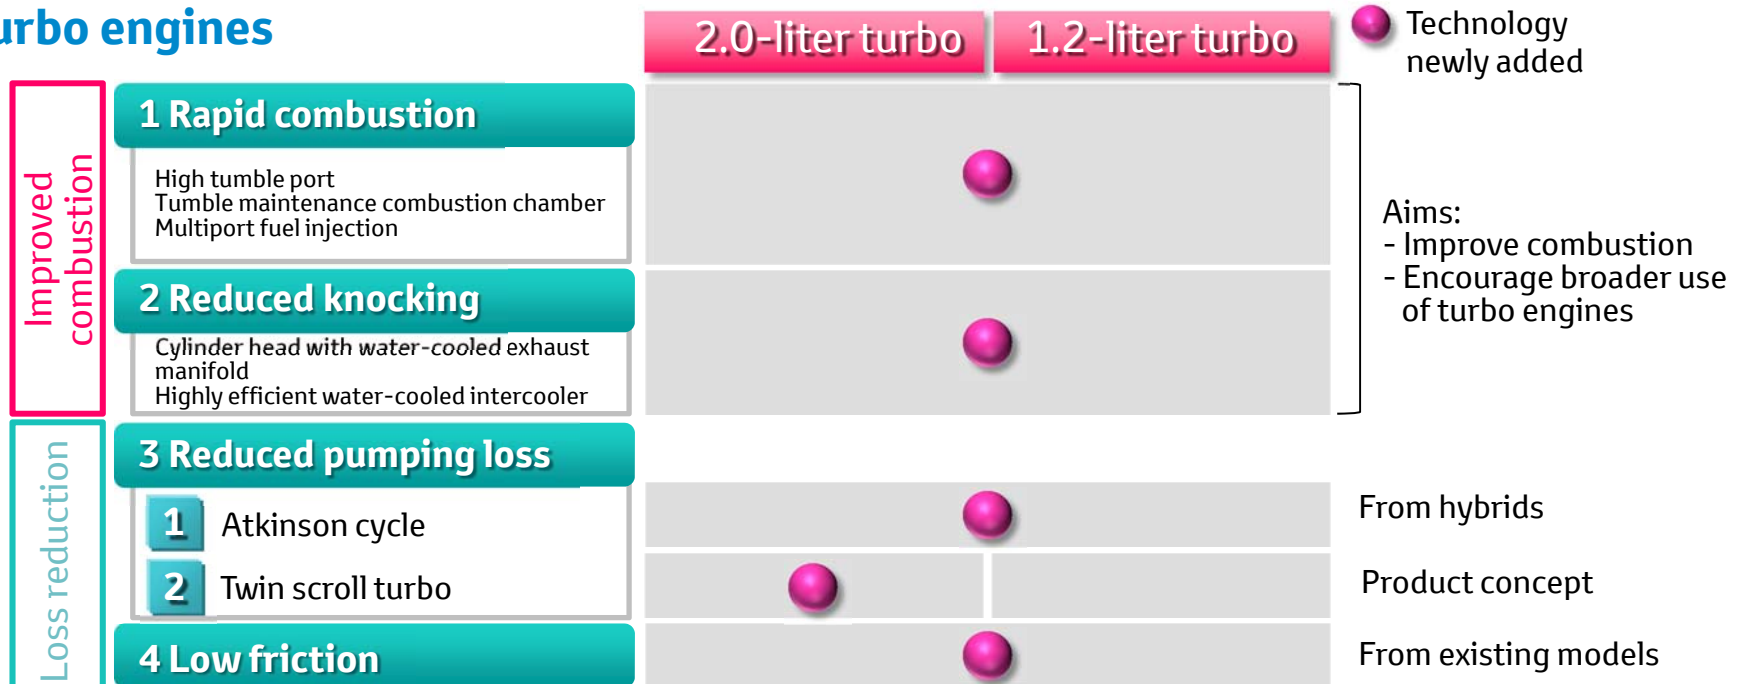 engines
2.0-liter turbo
1.2-liter turbo
Technology
newly added
Improved
combustion
1 Rapid combustion
High tumble port
Tumble maintenance combustion chamber
Multiport fuel injection
2 Reduced knocking
Cylinder head with water-cooled exhaust
manifold
Highly efficient water-cooled intercooler
Aims:
- Improve combustion
- Encourage broader use
of turbo engines
Loss reduction
3 Reduced pumping loss
1 Atkinson cycle
From hybrids
2 Twin scroll turbo
Product concept
4 Low friction
From existing models